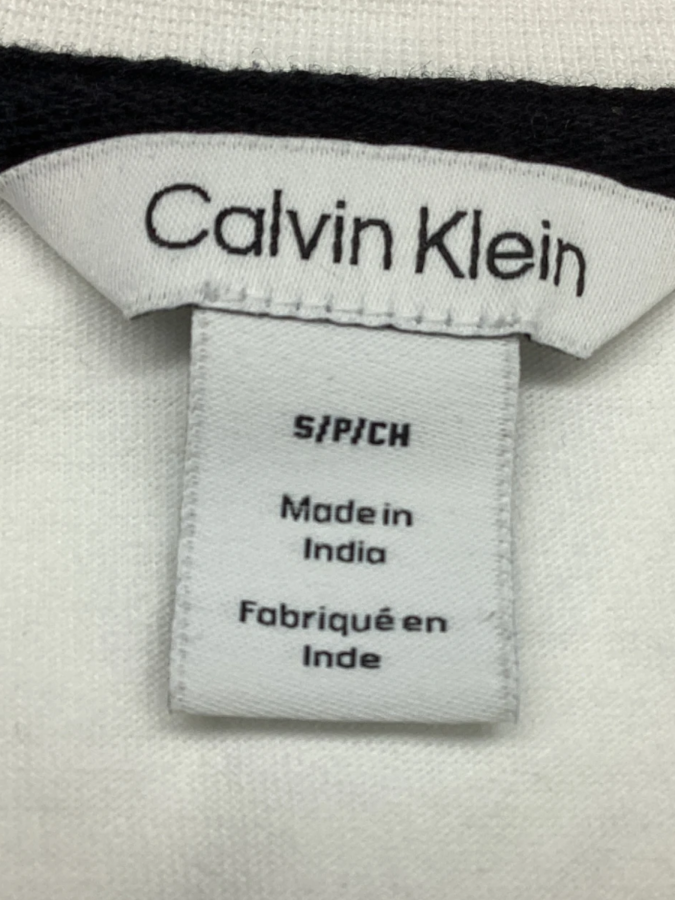 Calvin Klein
S/P/CH
Made in
India
Fabriqué en
Inde